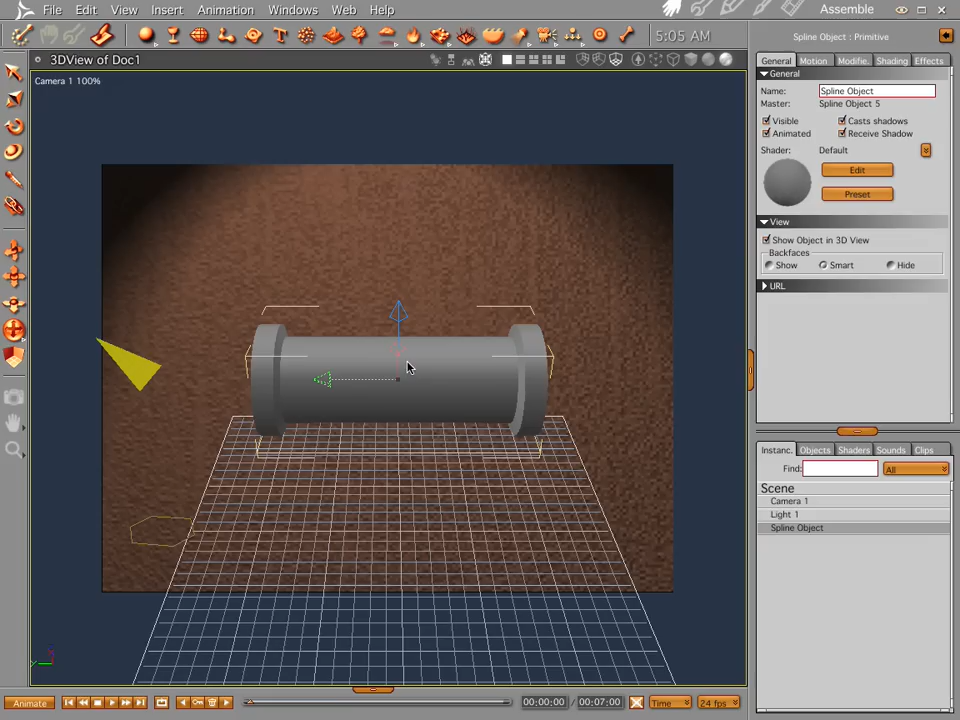 File Edit View Insert Animation Windows Web Help Assemble
5:05 AM
Spline Object : Primitive
3DView of Doc1
General Motion Modifie. Shading Effects
General
Camera 1 100%
Name: Spline Object
Master: Spline Object 5
Visible Casts shadows
Animated Receive Shadow
Shader: Default
Edit
Preset
View
Show Object in 3D View
Backfaces
Show Smart Hide
URL
Instanc. Objects Shaders Sounds Clips
Find: All
Scene
Camera 1
Light 1
Spline Object
Animate 00:00:00 / 00:07:00 Time 24 fps